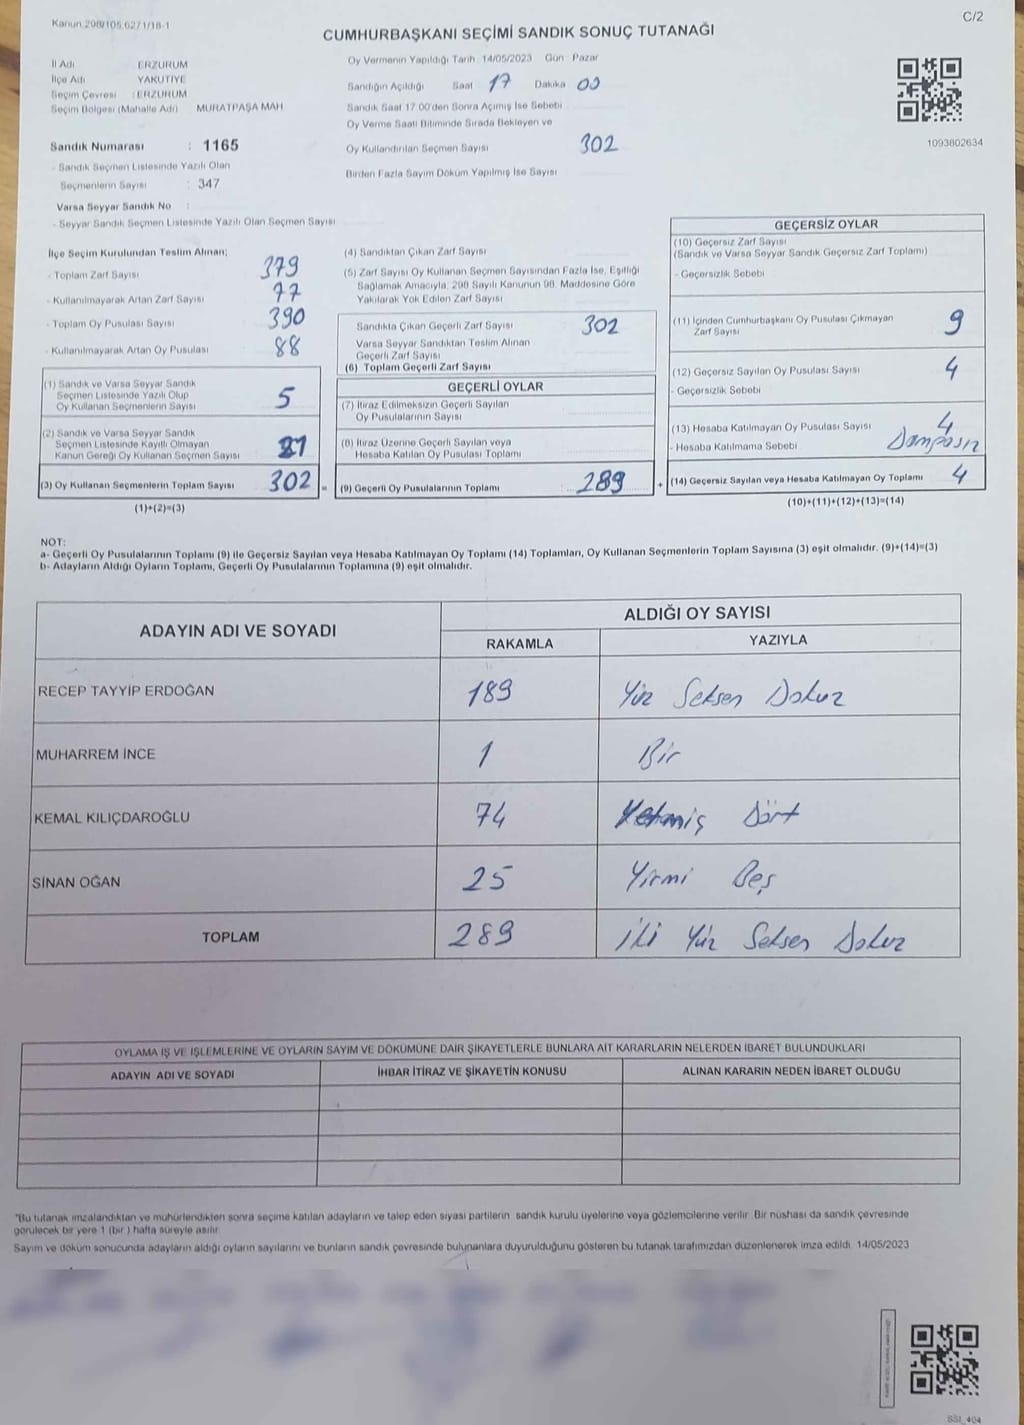 Kanun 298/105,627 1/18-1
C/2
CUMHURBAŞKANI SEÇİMİ SANDIK SONUÇ TUTANAĞI
İl Adı ERZURUM
İlçe Adı YAKUTİYE
Seçim Çevresi : ERZURUM
Seçim Bölgesi (Mahalle Adı) MURATPAŞA MAH
Oy Vermenin Yapıldığı Tarih 14/05/2023 Gün Pazar
Sandığın Açıldığı Saat 17 Dakika 00
Sandık Saat 17 00'den Sonra Açılmış İse Sebebi
Oy Verme Saati Bitiminde Sırada Bekleyen ve
Oy Kullandırılan Seçmen Sayısı 302
Birden Fazla Sayım Döküm Yapılmış İse Sayısı
1093802634
Sandık Numarası : 1165
- Sandık Seçmen Listesinde Yazılı Olan
Seçmenlerin Sayısı : 347
Varsa Seyyar Sandık No :
- Seyyar Sandık Seçmen Listesinde Yazılı Olan Seçmen Sayısı
İlçe Seçim Kurulundan Teslim Alınan;
- Toplam Zarf Sayısı 379
- Kullanılmayarak Artan Zarf Sayısı 77
- Toplam Oy Pusulası Sayısı 390
- Kullanılmayarak Artan Oy Pusulası 88
(1) Sandık ve Varsa Seyyar Sandık
Seçmen Listesinde Yazılı Olup
Oy Kullanan Seçmenlerin Sayısı 5
(2) Sandık ve Varsa Seyyar Sandık
Seçmen Listesinde Kayıtlı Olmayan
Kanun Gereği Oy Kullanan Seçmen Sayısı
(3) Oy Kullanan Seçmenlerin Toplam Sayısı 302 =
(1)+(2)=(3)
(4) Sandıktan Çıkan Zarf Sayısı
(5) Zarf Sayısı Oy Kullanan Seçmen Sayısından Fazla İse, Eşitliği
Sağlamak Amacıyla, 298 Sayılı Kanunun 98. Maddesine Göre
Yakılarak Yok Edilen Zarf Sayısı
Sandıkta Çıkan Geçerli Zarf Sayısı 302
Varsa Seyyar Sandıktan Teslim Alınan
Geçerli Zarf Sayısı
(6) Toplam Geçerli Zarf Sayısı
GEÇERLİ OYLAR
(7) İtiraz Edilmeksizin Geçerli Sayılan
Oy Pusulalarının Sayısı
(8) İtiraz Üzerine Geçerli Sayılan veya
Hesaba Katılan Oy Pusulası Toplamı
(9) Geçerli Oy Pusulalarının Toplamı 289 +
GEÇERSİZ OYLAR
(10) Geçersiz Zarf Sayısı
(Sandık ve Varsa Seyyar Sandık Geçersiz Zarf Toplamı)
- Geçersizlik Sebebi
(11) İçinden Cumhurbaşkanı Oy Pusulası Çıkmayan
Zarf Sayısı 9
(12) Geçersiz Sayılan Oy Pusulası Sayısı 4
- Geçersizlik Sebebi
(13) Hesaba Katılmayan Oy Pusulası Sayısı 4
- Hesaba Katılmama Sebebi Damgasız
(14) Geçersiz Sayılan veya Hesaba Katılmayan Oy Toplamı 4
(10)+(11)+(12)+(13)=(14)
NOT:
a- Geçerli Oy Pusulalarının Toplamı (9) ile Geçersiz Sayılan veya Hesaba Katılmayan Oy Toplamı (14) Toplamları, Oy Kullanan Seçmenlerin Toplam Sayısına (3) eşit olmalıdır. (9)+(14)=(3)
b- Adayların Aldığı Oyların Toplamı, Geçerli Oy Pusulalarının Toplamına (9) eşit olmalıdır.
ADAYIN ADI VE SOYADI
ALDIĞI OY SAYISI
RAKAMLA YAZIYLA
RECEP TAYYİP ERDOĞAN 189 Yüz Seksen Dokuz
MUHARREM İNCE 1 Bir
KEMAL KILIÇDAROĞLU 74 Yetmiş Dört
SİNAN OĞAN 25 Yirmi Beş
TOPLAM 289 İki Yüz Seksen Dokuz
OYLAMA İŞ VE İŞLEMLERİNE VE OYLARIN SAYIM VE DÖKÜMÜNE DAİR ŞİKAYETLERLE BUNLARA AİT KARARLARIN NELERDEN İBARET BULUNDUKLARI
ADAYIN ADI VE SOYADI İHBAR İTİRAZ VE ŞİKAYETİN KONUSU ALINAN KARARIN NEDEN İBARET OLDUĞU
"Bu tutanak imzalandıktan ve mühürlendikten sonra seçime katılan adayların ve talep eden siyasi partilerin sandık kurulu üyelerine veya gözlemcilerine verilir. Bir nüshası da sandık çevresinde
görülecek bir yere 1 (bir ) hafta süreyle asılır
Sayım ve döküm sonucunda adayların aldığı oyların sayılarını ve bunların sandık çevresinde bulunanlara duyurulduğunu gösteren bu tutanak tarafımızdan düzenlenerek imza edildi 14/05/2023
SSI_404